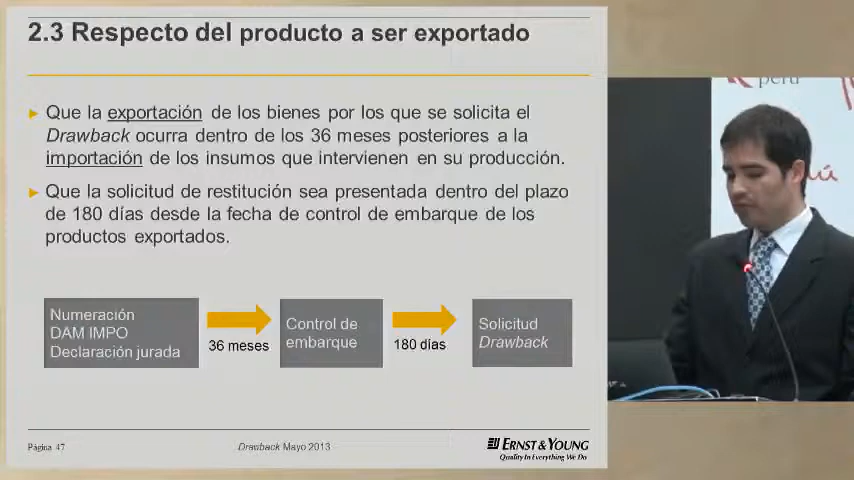 2.3 Respecto del producto a ser exportado
► Que la exportación de los bienes por los que se solicita el
Drawback ocurra dentro de los 36 meses posteriores a la
importación de los insumos que intervienen en su producción.
► Que la solicitud de restitución sea presentada dentro del plazo
de 180 días desde la fecha de control de embarque de los
productos exportados.
Numeración
DAM IMPO
Declaración jurada
36 meses
Control de
embarque
180 días
Solicitud
Drawback
Página 47
Drawback Mayo 2013
ERNST & YOUNG
Quality In Everything We Do
perú